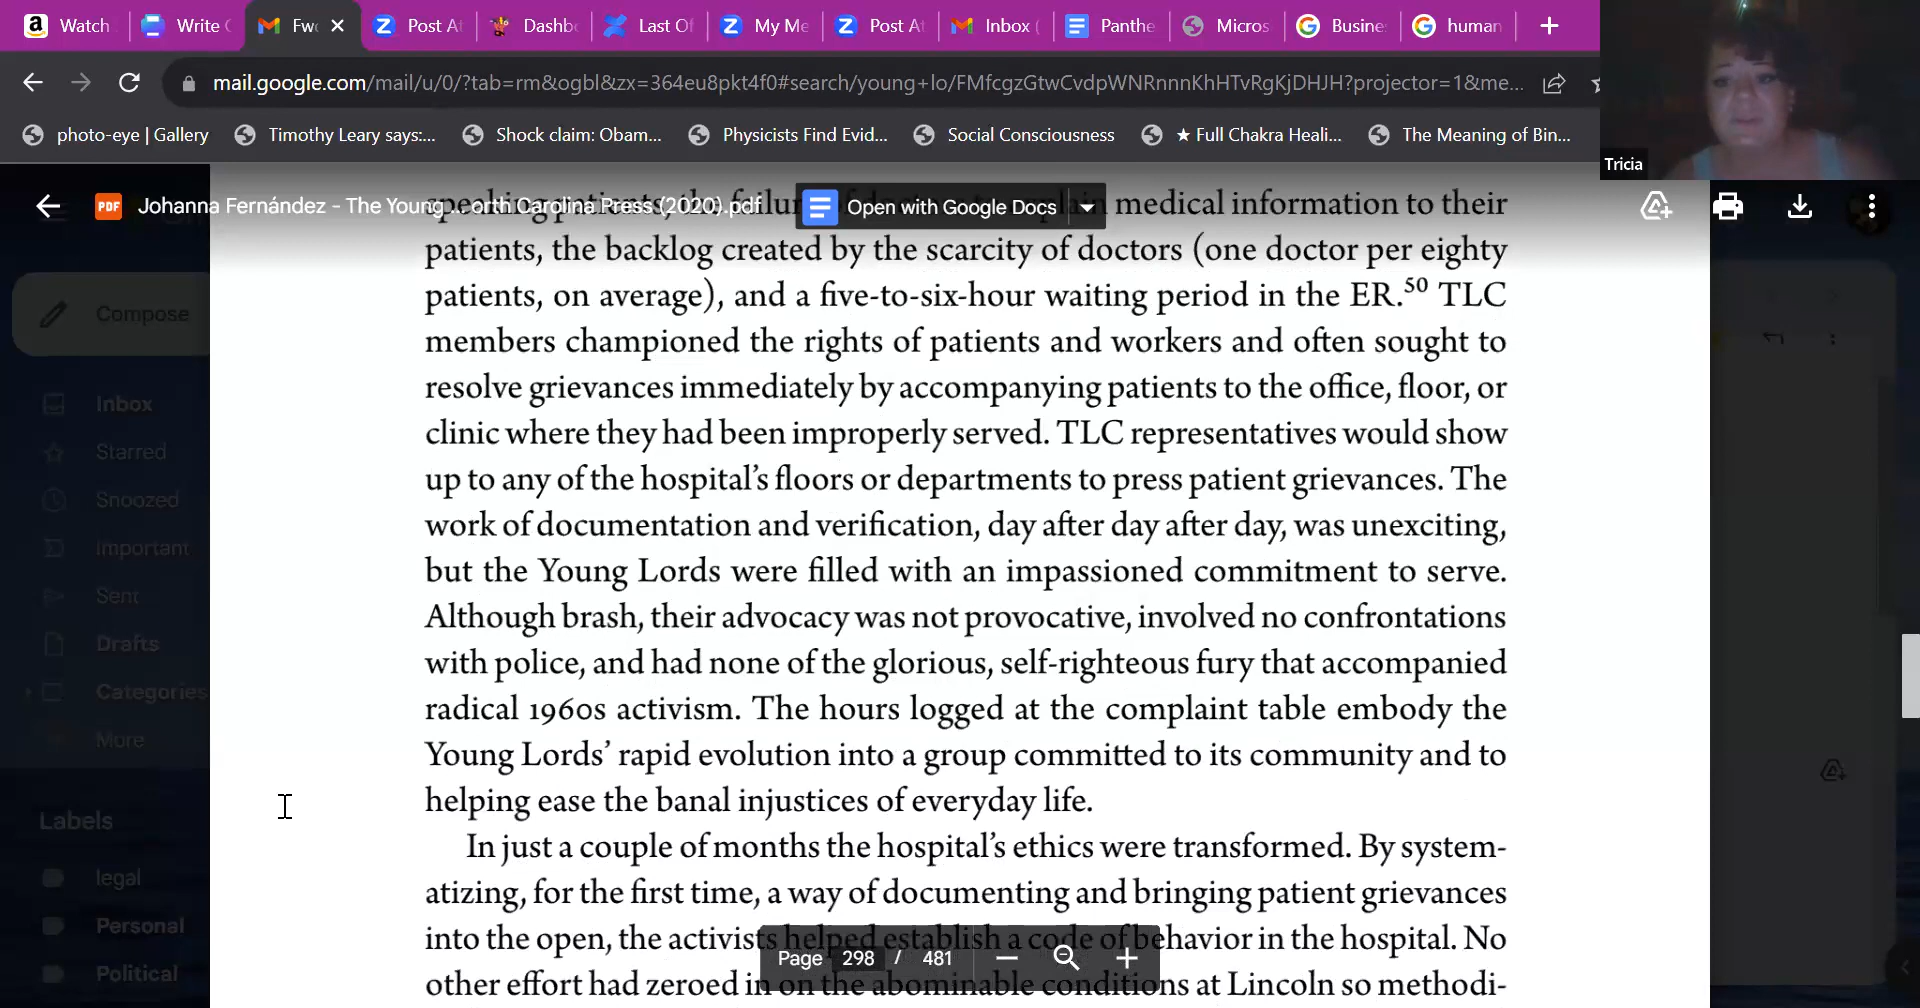 Watch
Write C
Fwd
Post At
Dashb
Last Of
My Me
Post At
Inbox (
Panthe
Micros
Busine
human
mail.google.com/mail/u/0/?tab=rm&ogbl&zx=364eu8pkt4f0#search/young+lo/FMfcgzGtwCvdpWNRnnnKhHTvRgKjDHJH?projector=1&me...
photo-eye | Gallery
Timothy Leary says:...
Shock claim: Obam...
Physicists Find Evid...
Social Consciousness
★ Full Chakra Heali...
The Meaning of Bin...
Tricia
PDF
Johanna Fernández - The Young ... orth Carolina Press (2020).pdf
Open with Google Docs
medical information to their
patients, the backlog created by the scarcity of doctors (one doctor per eighty
patients, on average), and a five-to-six-hour waiting period in the ER.50 TLC
members championed the rights of patients and workers and often sought to
resolve grievances immediately by accompanying patients to the office, floor, or
clinic where they had been improperly served. TLC representatives would show
up to any of the hospital's floors or departments to press patient grievances. The
work of documentation and verification, day after day after day, was unexciting,
but the Young Lords were filled with an impassioned commitment to serve.
Although brash, their advocacy was not provocative, involved no confrontations
with police, and had none of the glorious, self-righteous fury that accompanied
radical 1960s activism. The hours logged at the complaint table embody the
Young Lords' rapid evolution into a group committed to its community and to
helping ease the banal injustices of everyday life.
In just a couple of months the hospital's ethics were transformed. By system-
atizing, for the first time, a way of documenting and bringing patient grievances
into the open, the activists helped establish a code of behavior in the hospital. No
other effort had zeroed in on the abominable conditions at Lincoln so methodi-
Page 298 / 481
Compose
Inbox
Starred
Snoozed
Important
Sent
Drafts
Categories
More
Labels
legal
Personal
Political